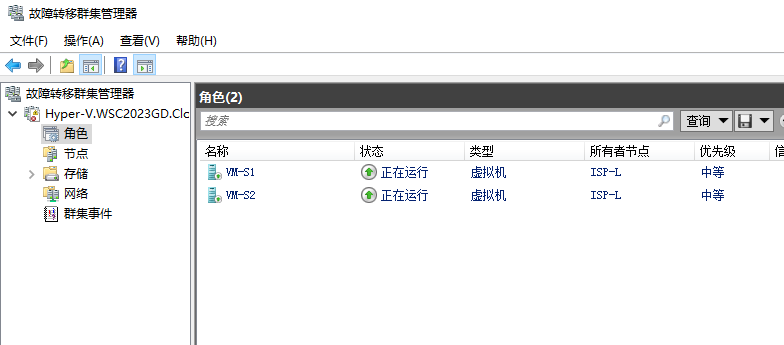 故障转移群集管理器
文件(F) 操作(A) 查看(V) 帮助(H)
故障转移群集管理器
Hyper-V.WSC2023GD.Clc
角色
节点
存储
网络
群集事件
角色(2)
搜索
查询
名称 状态 类型 所有者节点 优先级 信
VM-S1 正在运行 虚拟机 ISP-L 中等
VM-S2 正在运行 虚拟机 ISP-L 中等